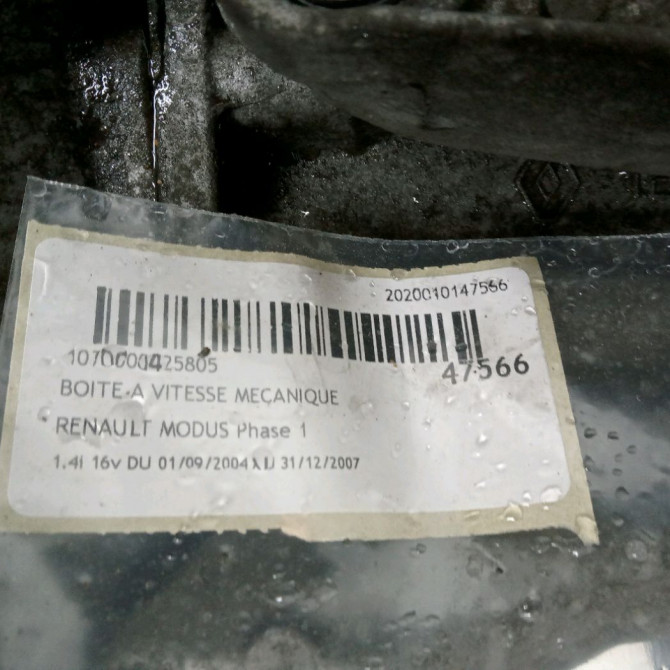 2020010147566
47566
BOITE A VITESSE MECANIQUE
RENAULT MODUS Phase 1
1.4i 16v DU 01/09/2004 AU 31/12/2007